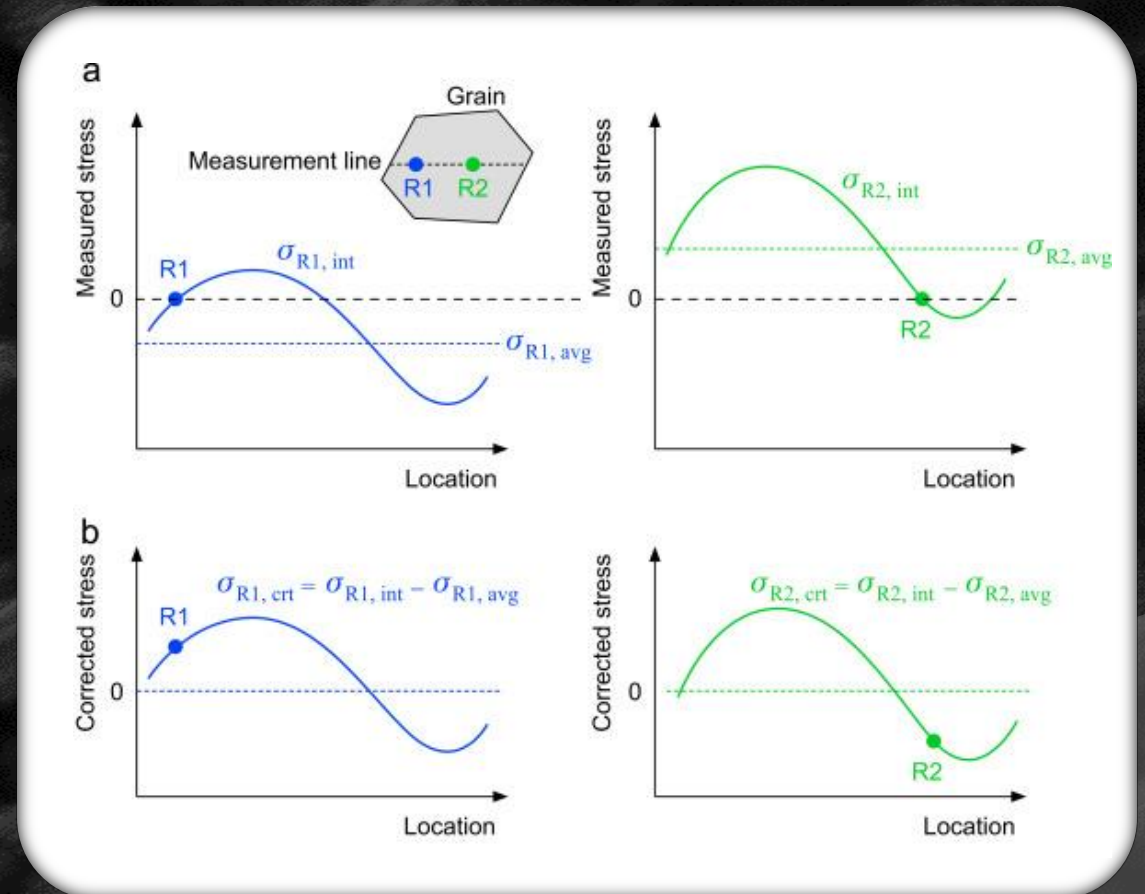 a
Grain
Measurement line
R1 R2
Measured stress
σR1, int
R1
0
σR1, avg
Location
Measured stress
σR2, int
σR2, avg
0
R2
Location
b
Corrected stress
σR1, crt = σR1, int − σR1, avg
R1
0
Location
Corrected stress
σR2, crt = σR2, int − σR2, avg
0
R2
Location